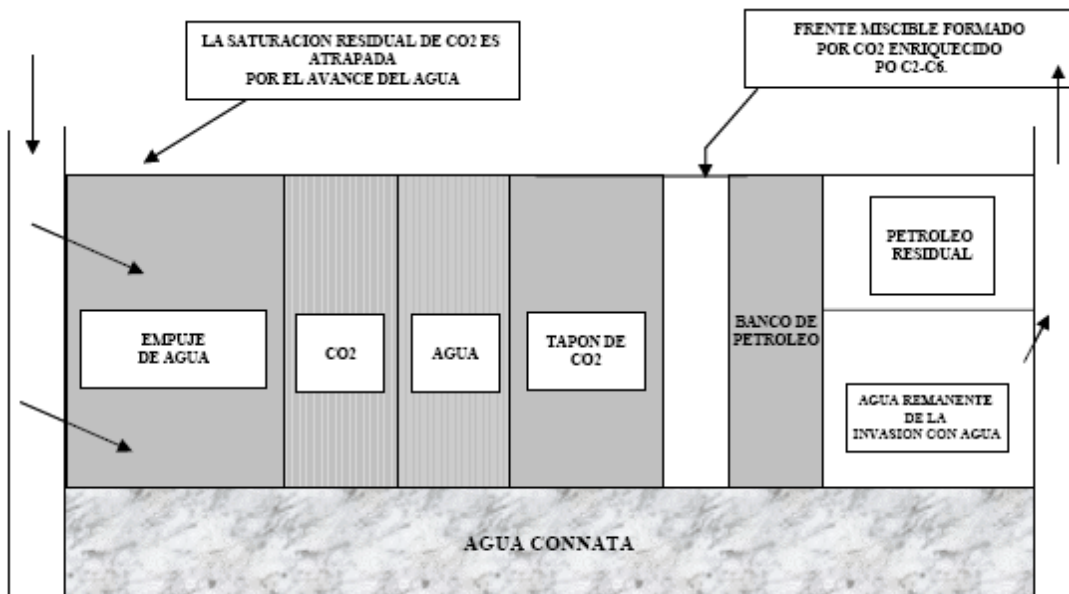 LA SATURACION RESIDUAL DE CO2 ES
ATRAPADA
POR EL AVANCE DEL AGUA
FRENTE MISCIBLE FORMADO
POR CO2 ENRIQUECIDO
PO C2-C6.
EMPUJE
DE AGUA
CO2
AGUA
TAPON DE
CO2
BANCO DE
PETROLEO
PETROLEO
RESIDUAL
AGUA REMANENTE
DE LA
INVASION CON AGUA
AGUA CONNATA